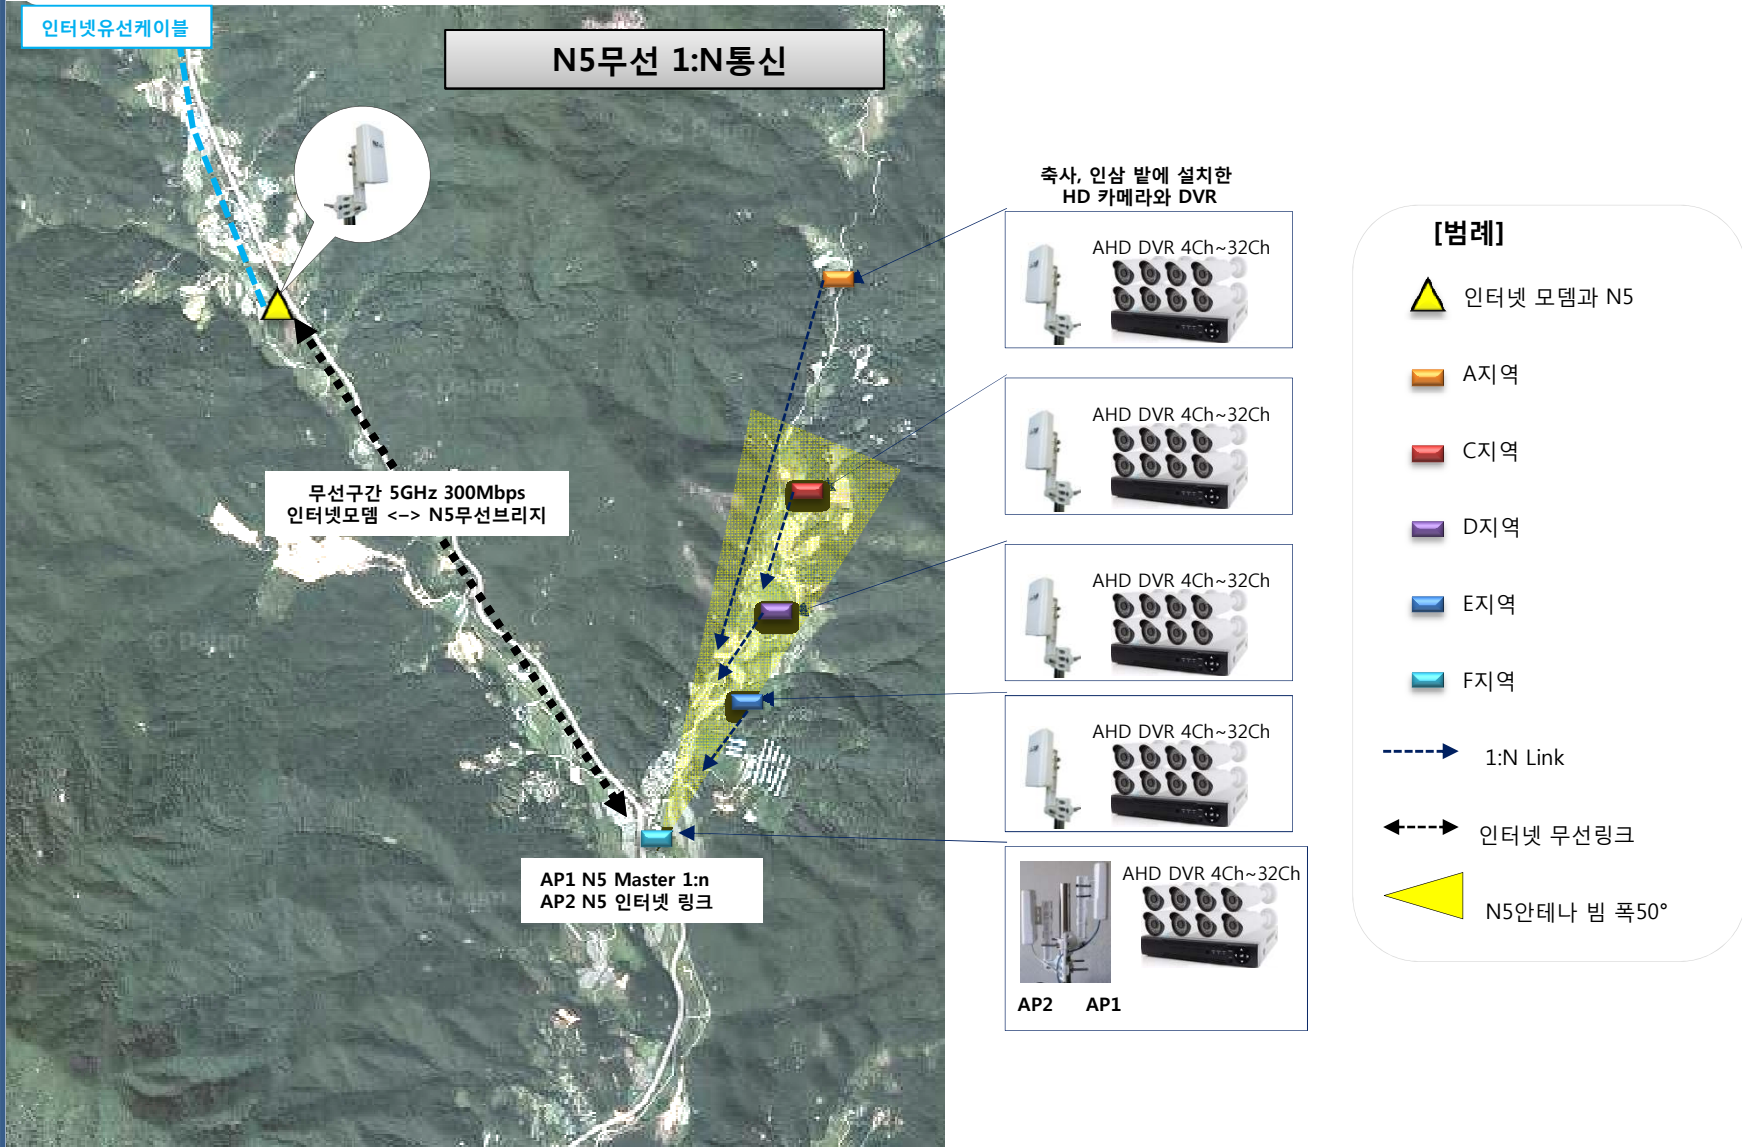 인터넷유선케이블
N5무선 1:N통신
축사, 인삼 밭에 설치한
HD 카메라와 DVR
AHD DVR 4Ch~32Ch
AHD DVR 4Ch~32Ch
AHD DVR 4Ch~32Ch
AHD DVR 4Ch~32Ch
AHD DVR 4Ch~32Ch
AP2 AP1
무선구간 5GHz 300Mbps
인터넷모뎀 <-> N5무선브리지
AP1 N5 Master 1:n
AP2 N5 인터넷 링크
[범례]
인터넷 모뎀과 N5
A지역
C지역
D지역
E지역
F지역
1:N Link
인터넷 무선링크
N5안테나 빔 폭50°
© Daum
© Daum
© Daum